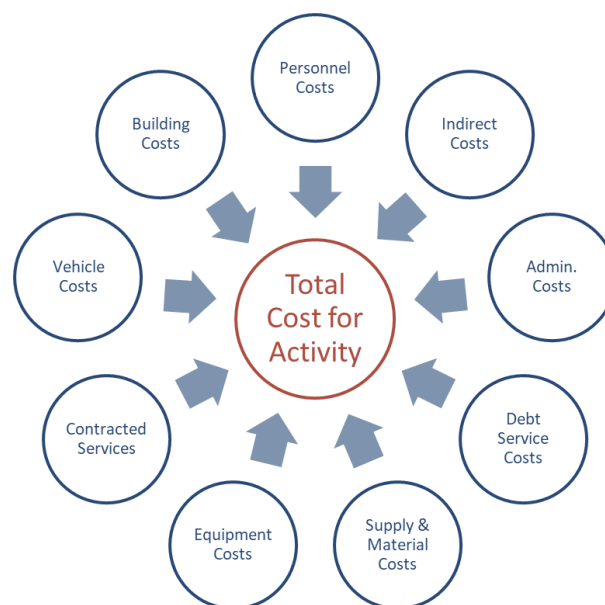 Personnel
Costs
Indirect
Costs
Admin.
Costs
Debt
Service
Costs
Supply &
Material
Costs
Equipment
Costs
Contracted
Services
Vehicle
Costs
Building
Costs
Total
Cost for
Activity